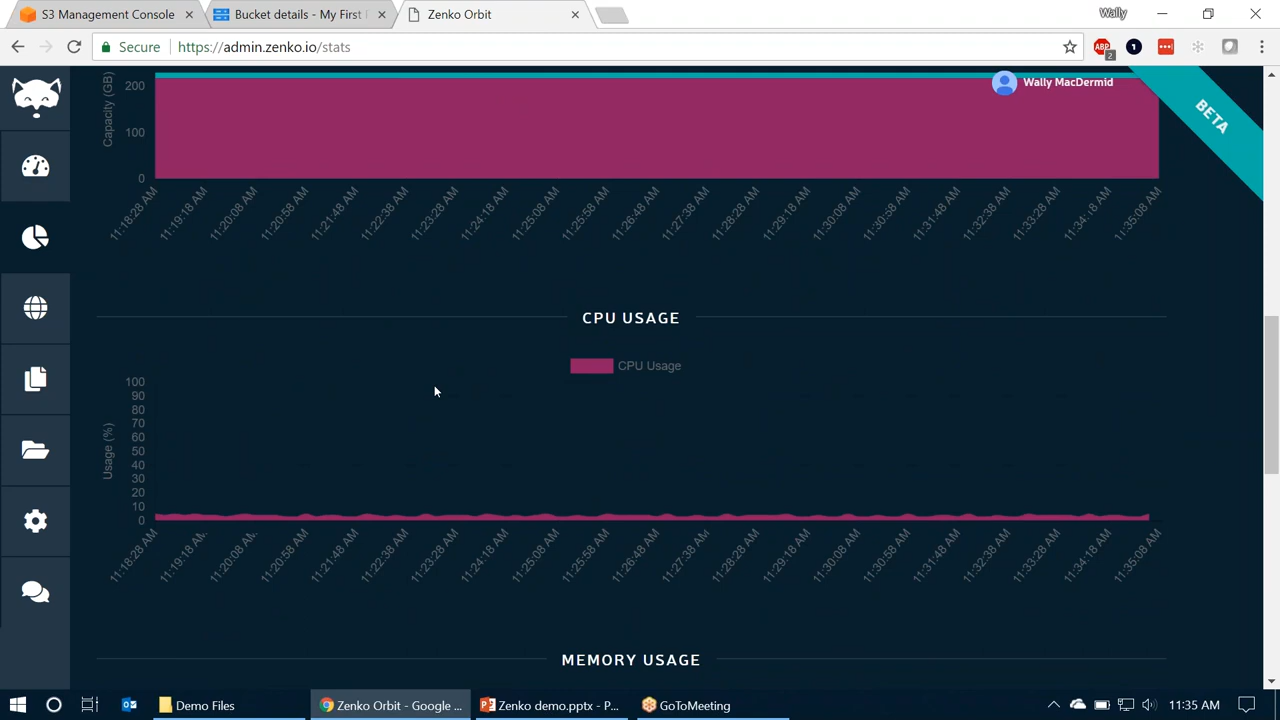 S3 Management Console
Bucket details - My First
Zenko Orbit
Wally
Secure
https://admin.zenko.io/stats
ABP
2
1
Wally MacDermid
BETA
Capacity (GB)
200
100
0
11:18:28 AM 11:19:18 AM 11:20:08 AM 11:20:58 AM 11:21:48 AM 11:22:38 AM 11:23:28 AM 11:24:18 AM 11:25:08 AM 11:25:58 AM 11:26:48 AM 11:27:38 AM 11:28:28 AM 11:29:18 AM 11:30:08 AM 11:30:58 AM 11:31:48 AM 11:32:38 AM 11:33:28 AM 11:34:18 AM 11:35:08 AM
CPU USAGE
CPU Usage
Usage (%)
100
90
80
70
60
50
40
30
20
10
0
11:18:28 AM 11:19:18 AM 11:20:08 AM 11:20:58 AM 11:21:48 AM 11:22:38 AM 11:23:28 AM 11:24:18 AM 11:25:08 AM 11:25:58 AM 11:26:48 AM 11:27:38 AM 11:28:28 AM 11:29:18 AM 11:30:08 AM 11:30:58 AM 11:31:48 AM 11:32:38 AM 11:33:28 AM 11:34:18 AM 11:35:08 AM
MEMORY USAGE
Demo Files
Zenko Orbit - Google ...
Zenko demo.pptx - P...
GoToMeeting
11:35 AM